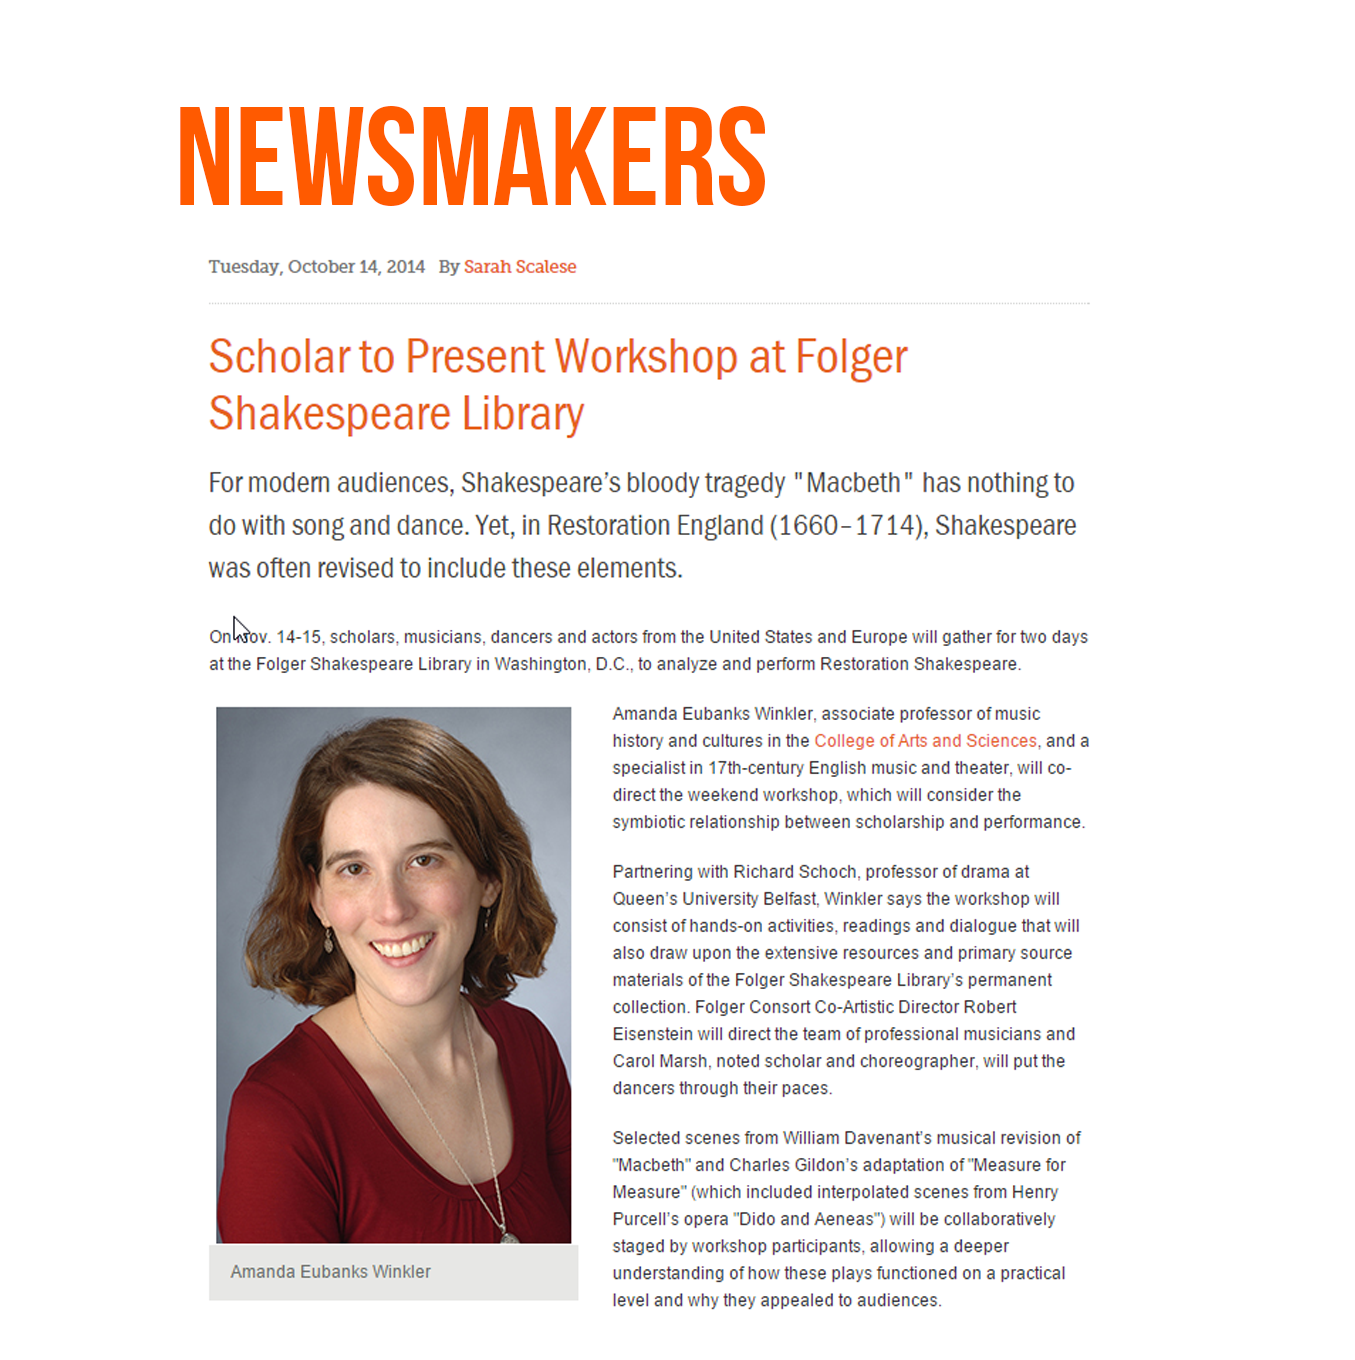 NEWSMAKERS
Tuesday, October 14, 2014 By Sarah Scalese
Scholar to Present Workshop at Folger
Shakespeare Library
For modern audiences, Shakespeare’s bloody tragedy "Macbeth" has nothing to
do with song and dance. Yet, in Restoration England (1660–1714), Shakespeare
was often revised to include these elements.
On Nov. 14-15, scholars, musicians, dancers and actors from the United States and Europe will gather for two days
at the Folger Shakespeare Library in Washington, D.C., to analyze and perform Restoration Shakespeare.
Amanda Eubanks Winkler, associate professor of music
history and cultures in the College of Arts and Sciences, and a
specialist in 17th-century English music and theater, will co-
direct the weekend workshop, which will consider the
symbiotic relationship between scholarship and performance.
Partnering with Richard Schoch, professor of drama at
Queen’s University Belfast, Winkler says the workshop will
consist of hands-on activities, readings and dialogue that will
also draw upon the extensive resources and primary source
materials of the Folger Shakespeare Library’s permanent
collection. Folger Consort Co-Artistic Director Robert
Eisenstein will direct the team of professional musicians and
Carol Marsh, noted scholar and choreographer, will put the
dancers through their paces.
Selected scenes from William Davenant’s musical revision of
"Macbeth" and Charles Gildon’s adaptation of "Measure for
Measure" (which included interpolated scenes from Henry
Purcell’s opera "Dido and Aeneas") will be collaboratively
staged by workshop participants, allowing a deeper
understanding of how these plays functioned on a practical
level and why they appealed to audiences.
Amanda Eubanks Winkler